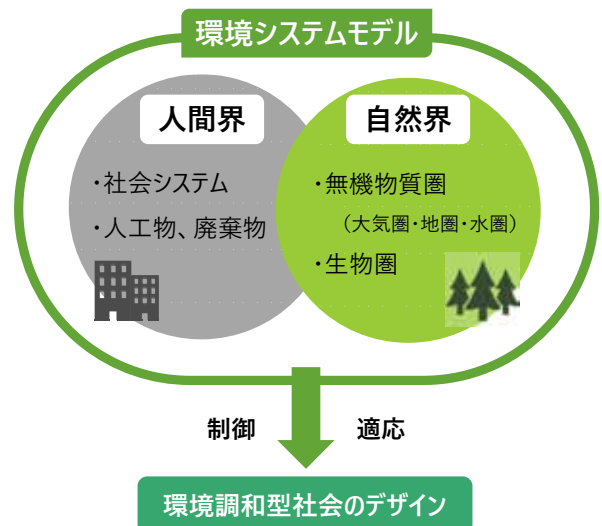 環境システムモデル
人間界
・社会システム
・人工物、廃棄物
自然界
・無機物質圏
（大気圏・地圏・水圏）
・生物圏
制御
適応
環境調和型社会のデザイン